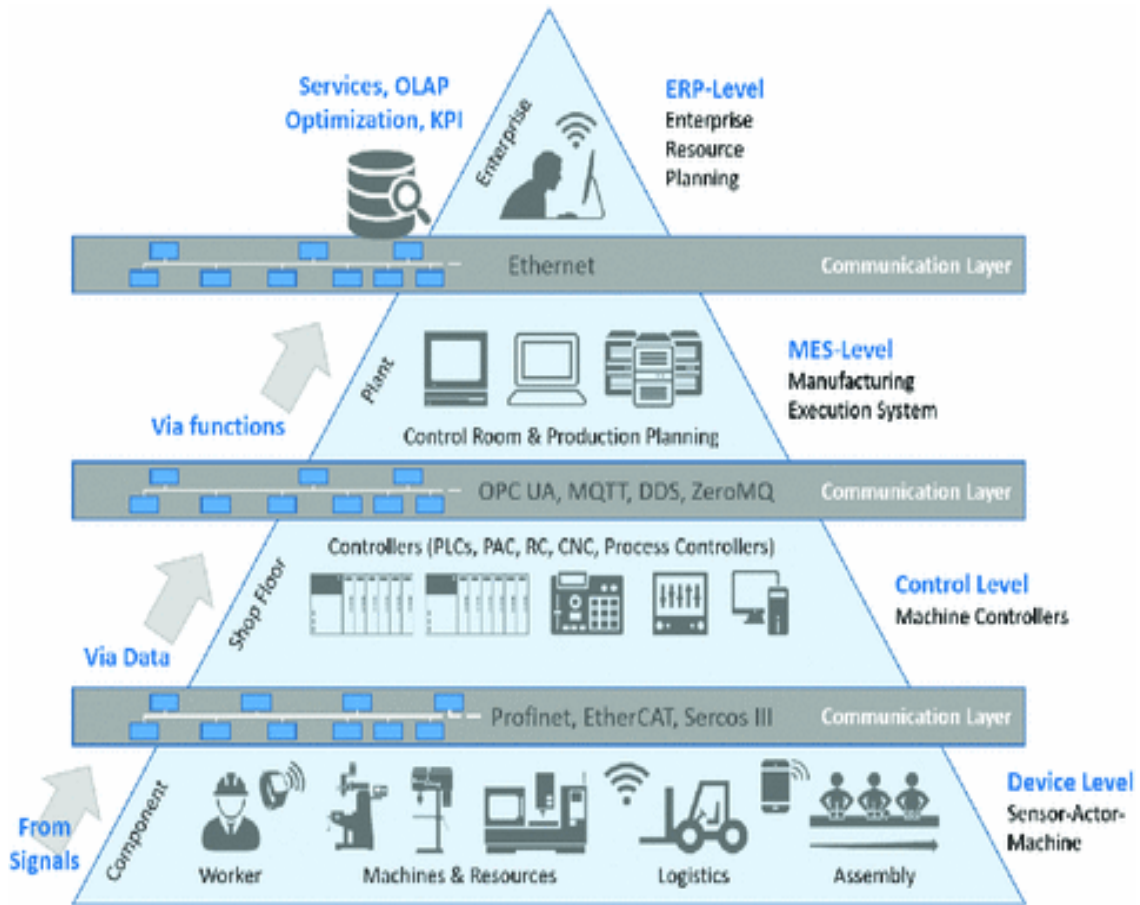 Services, OLAP
Optimization, KPI
Enterprise
ERP-Level
Enterprise
Resource
Planning
Ethernet
Communication Layer
Plant
MES-Level
Manufacturing
Execution System
Via functions
Control Room & Production Planning
OPC UA, MQTT, DDS, ZeroMQ
Communication Layer
Controllers (PLCs, PAC, RC, CNC, Process Controllers)
Shop Floor
Control Level
Machine Controllers
Via Data
Profinet, EtherCAT, Sercos III
Communication Layer
Component
Device Level
Sensor-Actor-
Machine
From
Signals
Worker
Machines & Resources
Logistics
Assembly